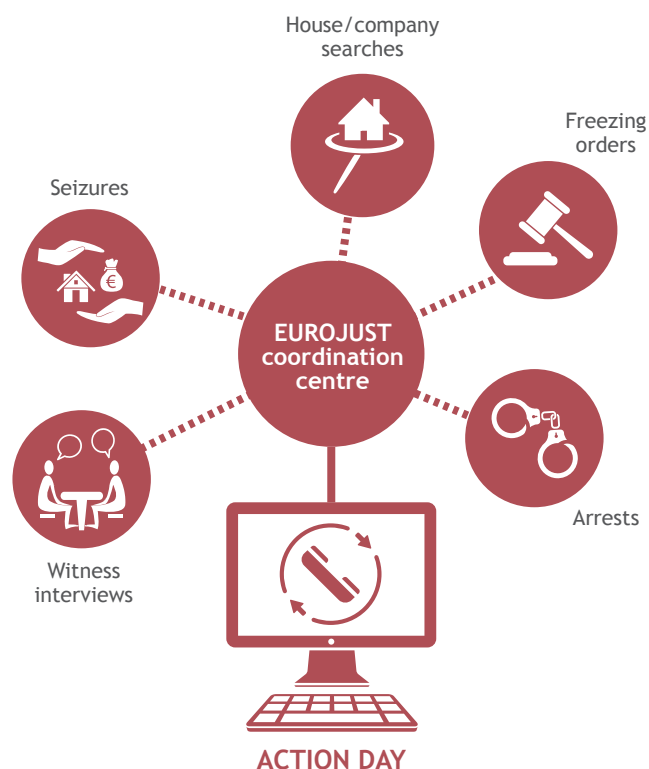 House/company
searches
Freezing
orders
Seizures
EUROJUST
coordination
centre
€
Arrests
Witness
interviews
ACTION DAY